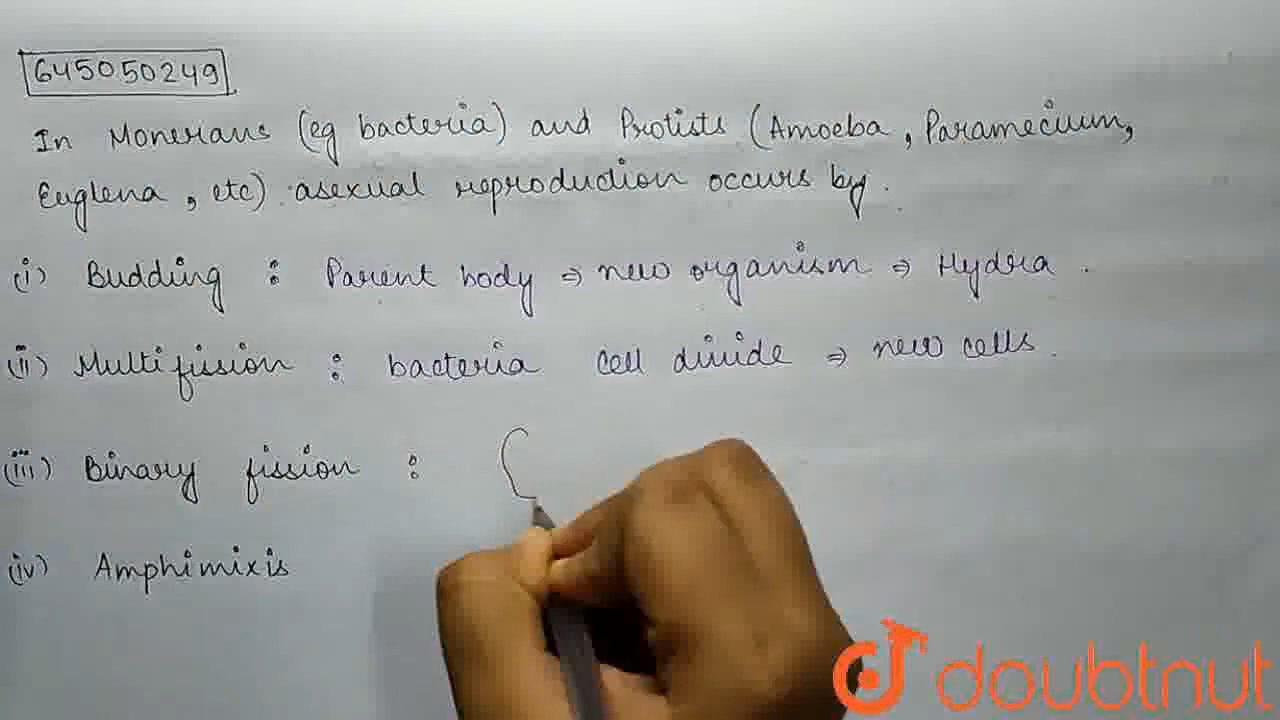 645050249
In Monerans (eg bacteria) and Protists (Amoeba, Paramecium,
Euglena, etc) asexual reproduction occurs by.
(i) Budding : Parent body ⇒ new organism ⇒ Hydra.
(ii) Multifission : bacteria cell divide ⇒ new cells.
(iii) Binary fission :
(iv) Amphimixis
doubtnut